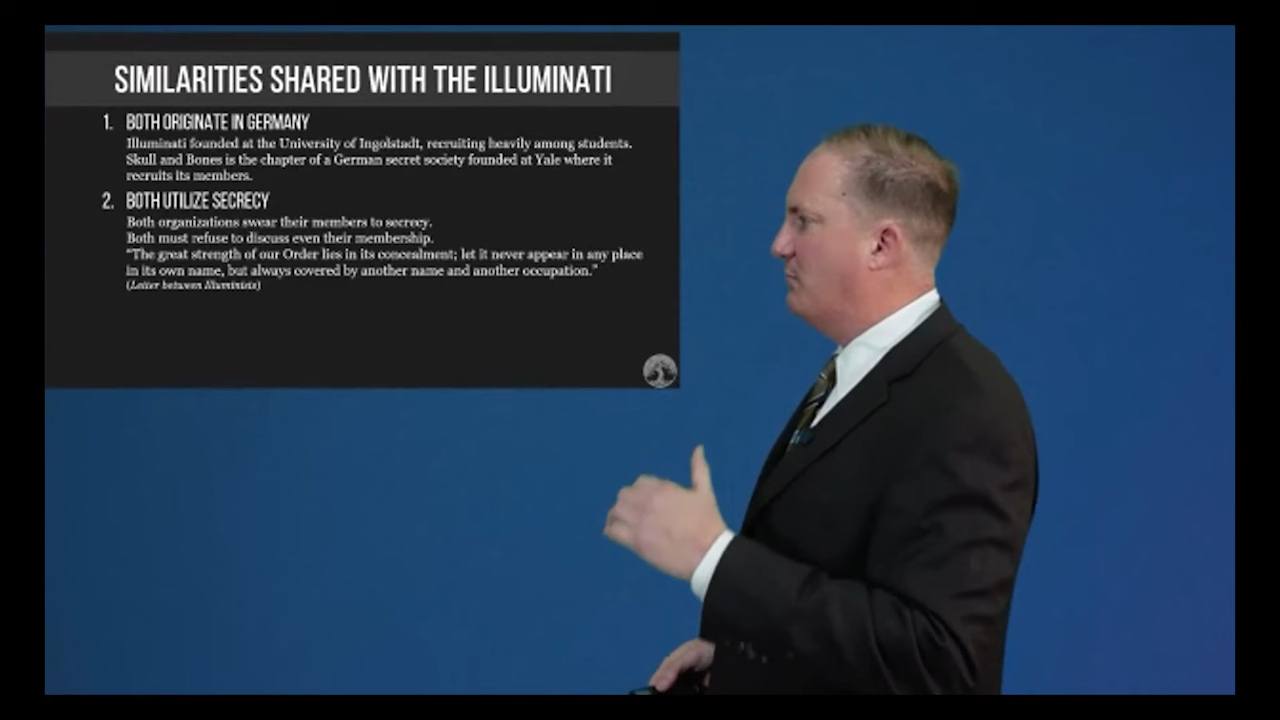 SIMILARITIES SHARED WITH THE ILLUMINATI
1. BOTH ORIGINATE IN GERMANY
Illuminati founded at the University of Ingolstadt, recruiting heavily among students.
Skull and Bones is the chapter of a German secret society founded at Yale where it
recruits its members.
2. BOTH UTILIZE SECRECY
Both organizations swear their members to secrecy.
Both must refuse to discuss even their membership.
“The great strength of our Order lies in its concealment; let it never appear in any place
in its own name, but always covered by another name and another occupation.”
(Letter between Illuminists)